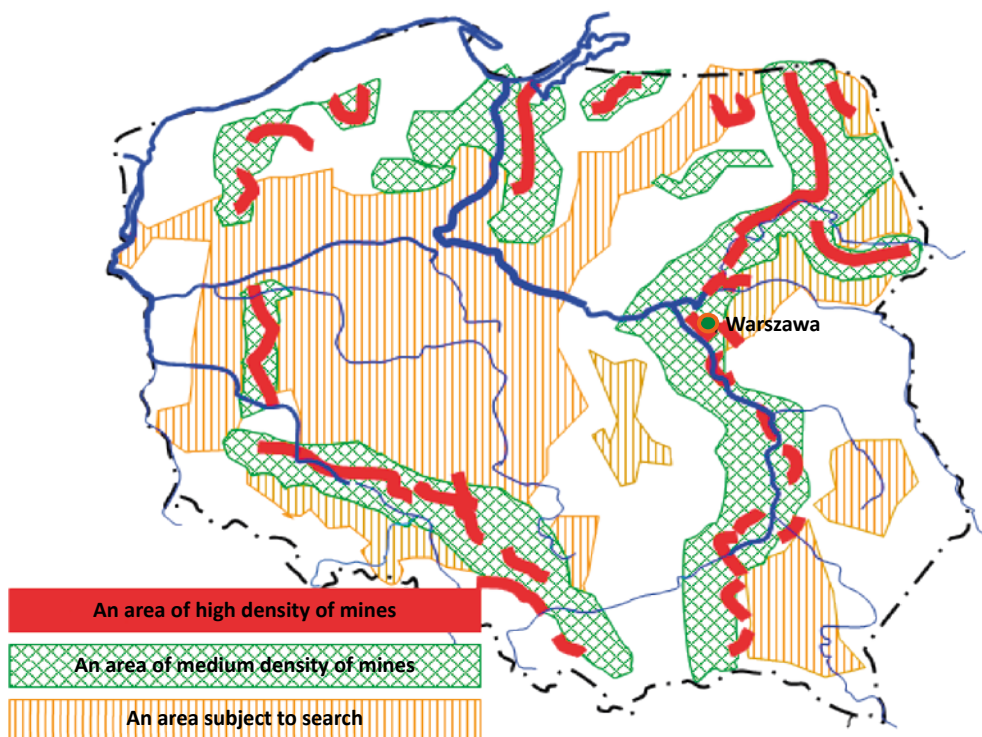 Warszawa
An area of high density of mines
An area of medium density of mines
An area subject to search